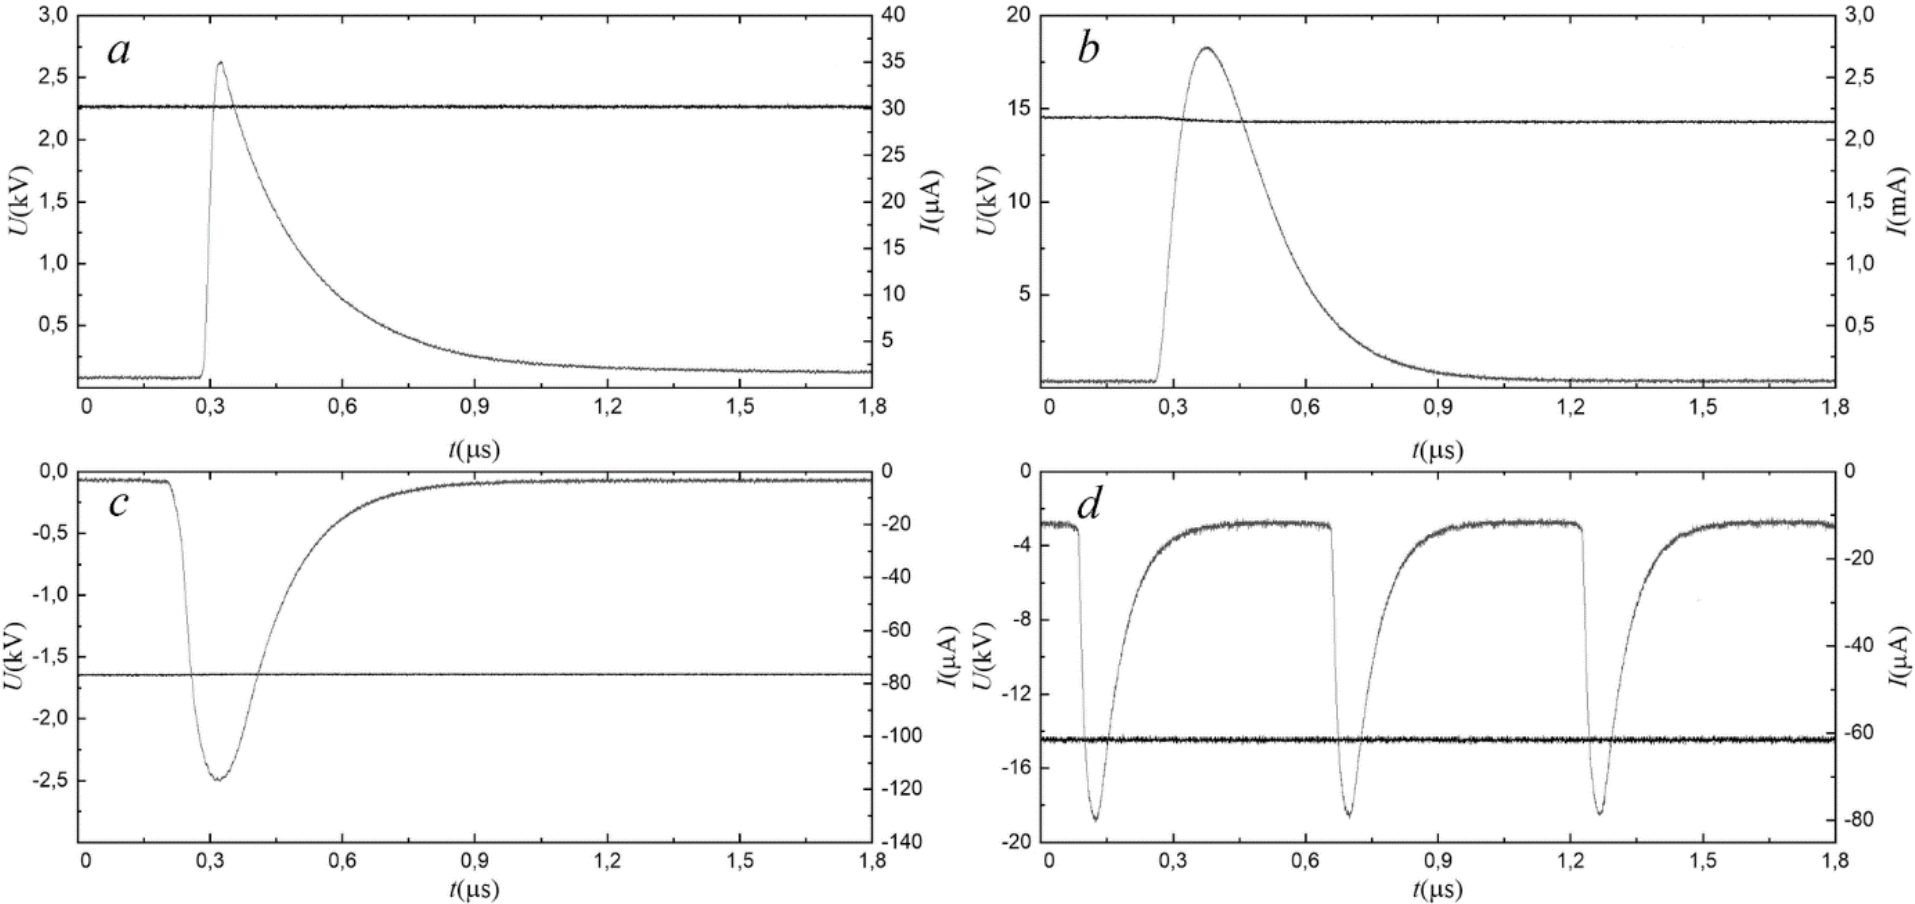 a
3,0
2,5
2,0
1,5
1,0
0,5
U(kV)
40
35
30
25
20
15
10
5
I(μA)
0 0,3 0,6 0,9 1,2 1,5 1,8
t(μs)
b
20
15
10
5
U(kV)
3,0
2,5
2,0
1,5
1,0
0,5
I(mA)
0 0,3 0,6 0,9 1,2 1,5 1,8
t(μs)
c
0,0
-0,5
-1,0
-1,5
-2,0
-2,5
U(kV)
0
-20
-40
-60
-80
-100
-120
-140
I(μA)
0 0,3 0,6 0,9 1,2 1,5 1,8
t(μs)
d
0
-4
-8
-12
-16
-20
U(kV)
0
-20
-40
-60
-80
I(μA)
0 0,3 0,6 0,9 1,2 1,5 1,8
t(μs)